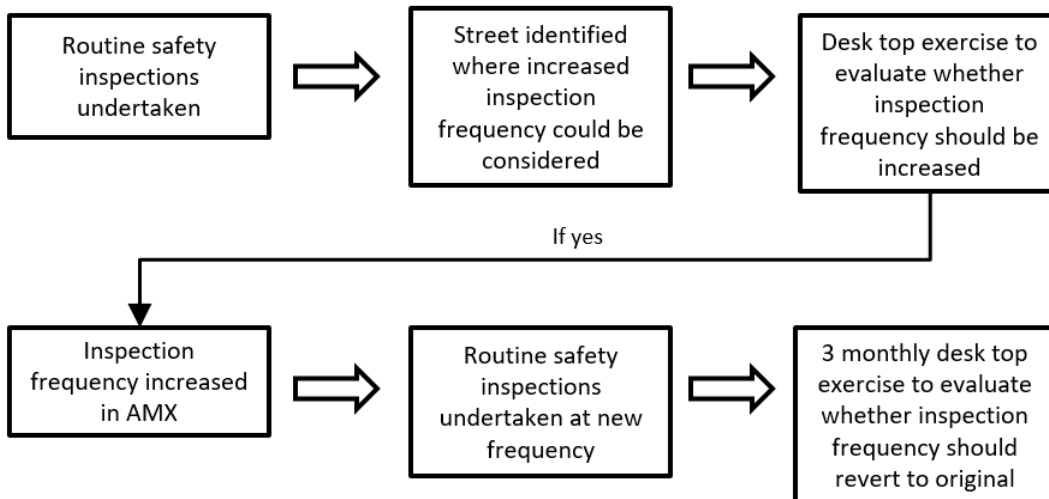 Routine safety
inspections
undertaken
Street identified
where increased
inspection
frequency could be
considered
Desk top exercise to
evaluate whether
inspection
frequency should be
increased
If yes
Inspection
frequency increased
in AMX
Routine safety
inspections
undertaken at new
frequency
3 monthly desk top
exercise to evaluate
whether inspection
frequency should
revert to original